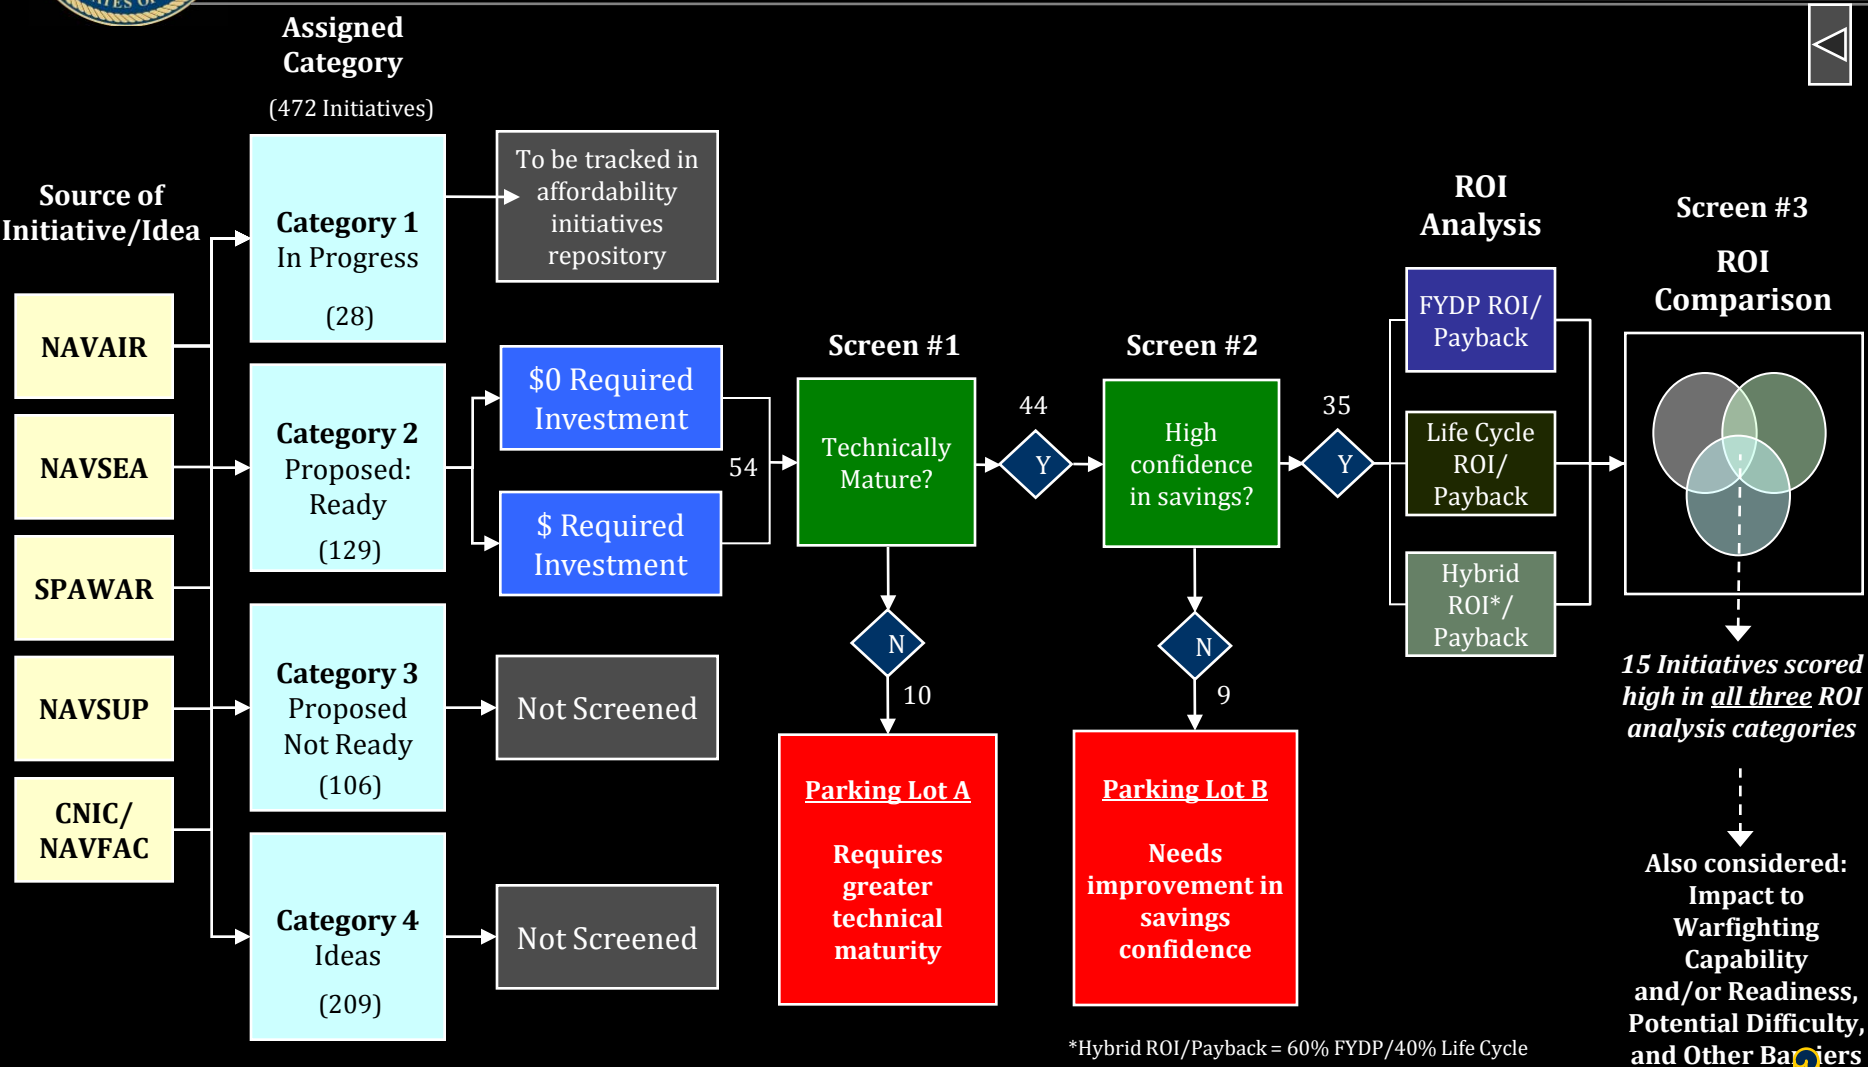 Assigned
Category
(472 Initiatives)
Source of
Initiative/Idea
NAVAIR
NAVSEA
SPAWAR
NAVSUP
CNIC/
NAVFAC
Category 1
In Progress
(28)
To be tracked in
affordability
initiatives
repository
Category 2
Proposed:
Ready
(129)
$0 Required
Investment
$ Required
Investment
54
Category 3
Proposed
Not Ready
(106)
Not Screened
Category 4
Ideas
(209)
Not Screened
Screen #1
Technically
Mature?
44
Y
N
10
Parking Lot A
Requires
greater
technical
maturity
Screen #2
High
confidence
in savings?
35
Y
N
9
Parking Lot B
Needs
improvement in
savings
confidence
ROI
Analysis
FYDP ROI/
Payback
Life Cycle
ROI/
Payback
Hybrid
ROI*/
Payback
Screen #3
ROI
Comparison
15 Initiatives scored
high in all three ROI
analysis categories
Also considered:
Impact to
Warfighting
Capability
and/or Readiness,
Potential Difficulty,
and Other Barriers
*Hybrid ROI/Payback = 60% FYDP/40% Life Cycle